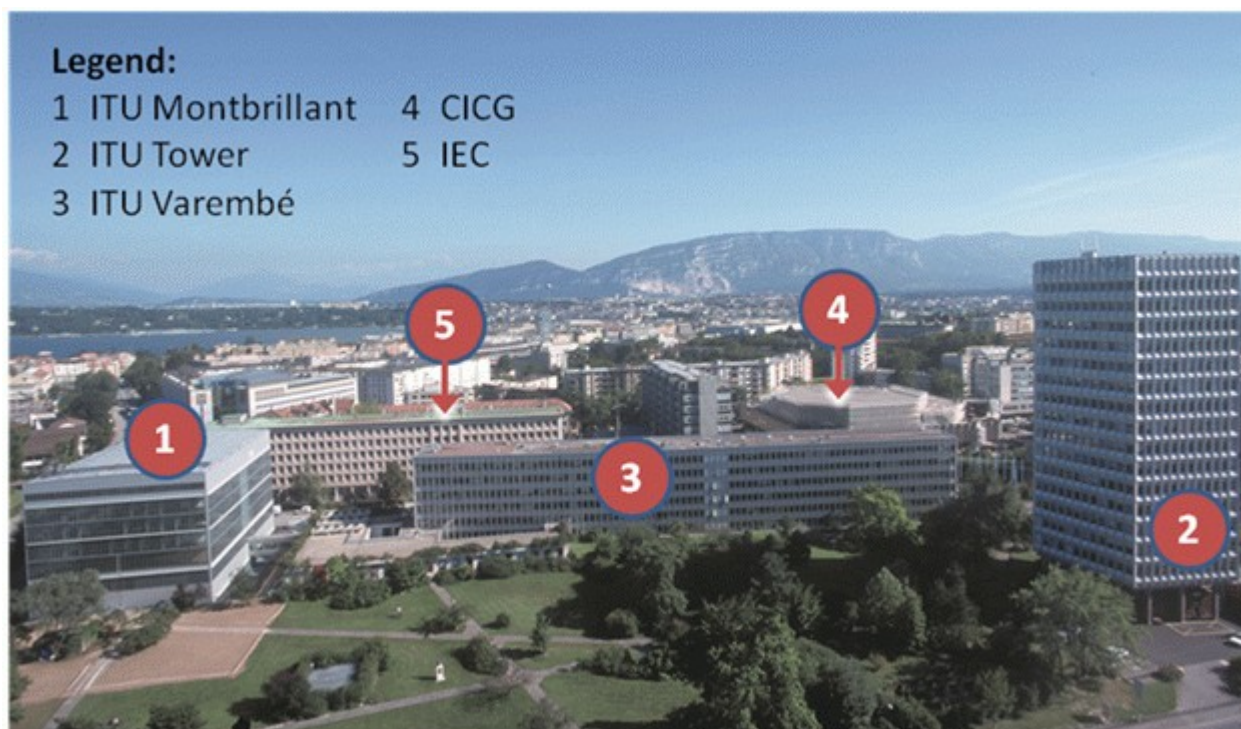 Legend:
1 ITU Montbrillant 4 CICG
2 ITU Tower 5 IEC
3 ITU Varembé
5
4
1
3
2